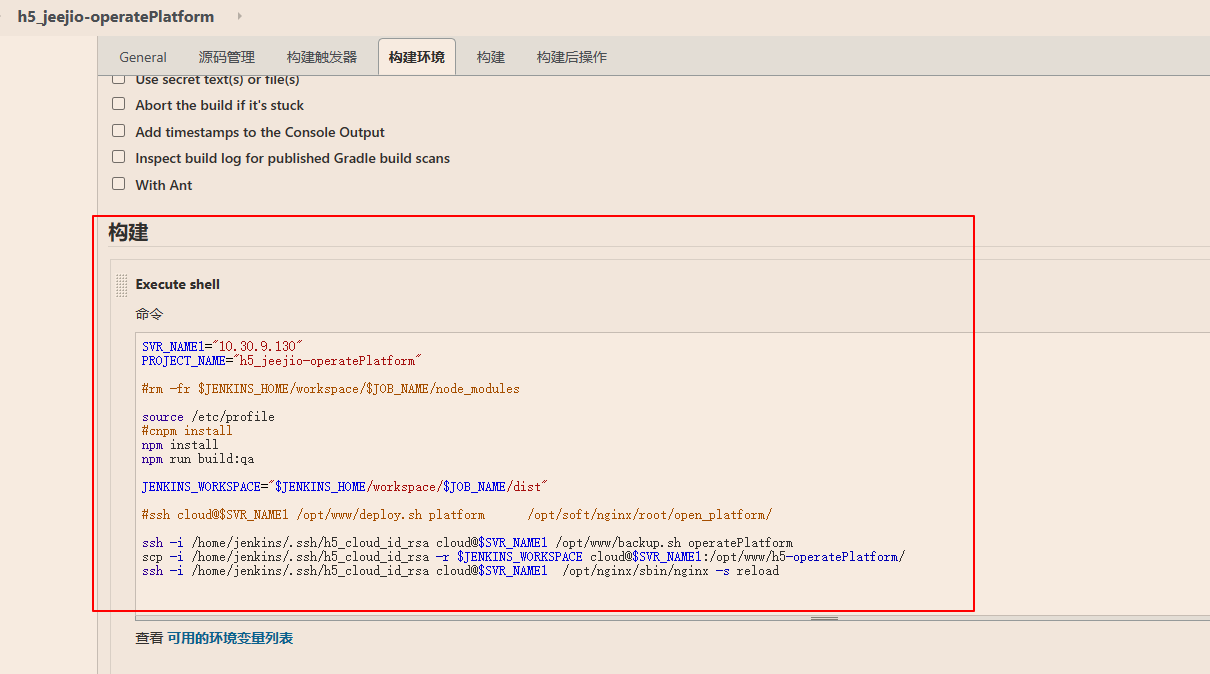 h5_jeejio-operatePlatform
General 源码管理 构建触发器 构建环境 构建 构建后操作
Use secret text(s) or file(s)
Abort the build if it's stuck
Add timestamps to the Console Output
Inspect build log for published Gradle build scans
With Ant
构建
Execute shell
命令
SVR_NAME1="10.30.9.130"
PROJECT_NAME="h5_jeejio-operatePlatform"
#rm -fr $JENKINS_HOME/workspace/$JOB_NAME/node_modules
source /etc/profile
#cnpm install
npm install
npm run build:qa
JENKINS_WORKSPACE="$JENKINS_HOME/workspace/$JOB_NAME/dist"
#ssh cloud@$SVR_NAME1 /opt/www/deploy.sh platform      /opt/soft/nginx/root/open_platform/
ssh -i /home/jenkins/.ssh/h5_cloud_id_rsa cloud@$SVR_NAME1 /opt/www/backup.sh operatePlatform
scp -i /home/jenkins/.ssh/h5_cloud_id_rsa -r $JENKINS_WORKSPACE cloud@$SVR_NAME1:/opt/www/h5-operatePlatform/
ssh -i /home/jenkins/.ssh/h5_cloud_id_rsa cloud@$SVR_NAME1  /opt/nginx/sbin/nginx -s reload
查看 可用的环境变量列表